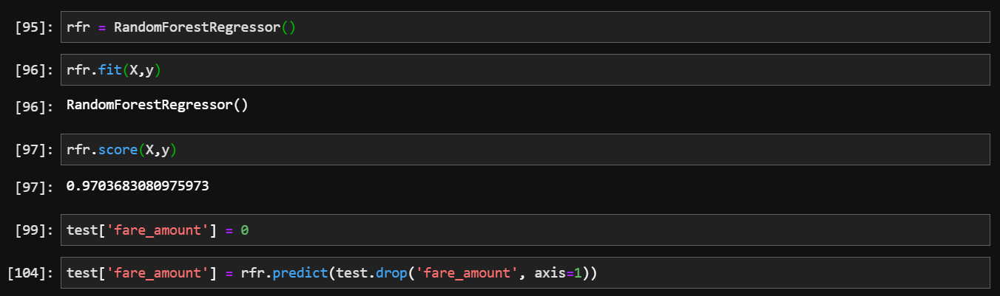 [95]: rfr = RandomForestRegressor()
[96]: rfr.fit(X,y)
[96]: RandomForestRegressor()
[97]: rfr.score(X,y)
[97]: 0.9703683080975973
[99]: test['fare_amount'] = 0
[104]: test['fare_amount'] = rfr.predict(test.drop('fare_amount', axis=1))